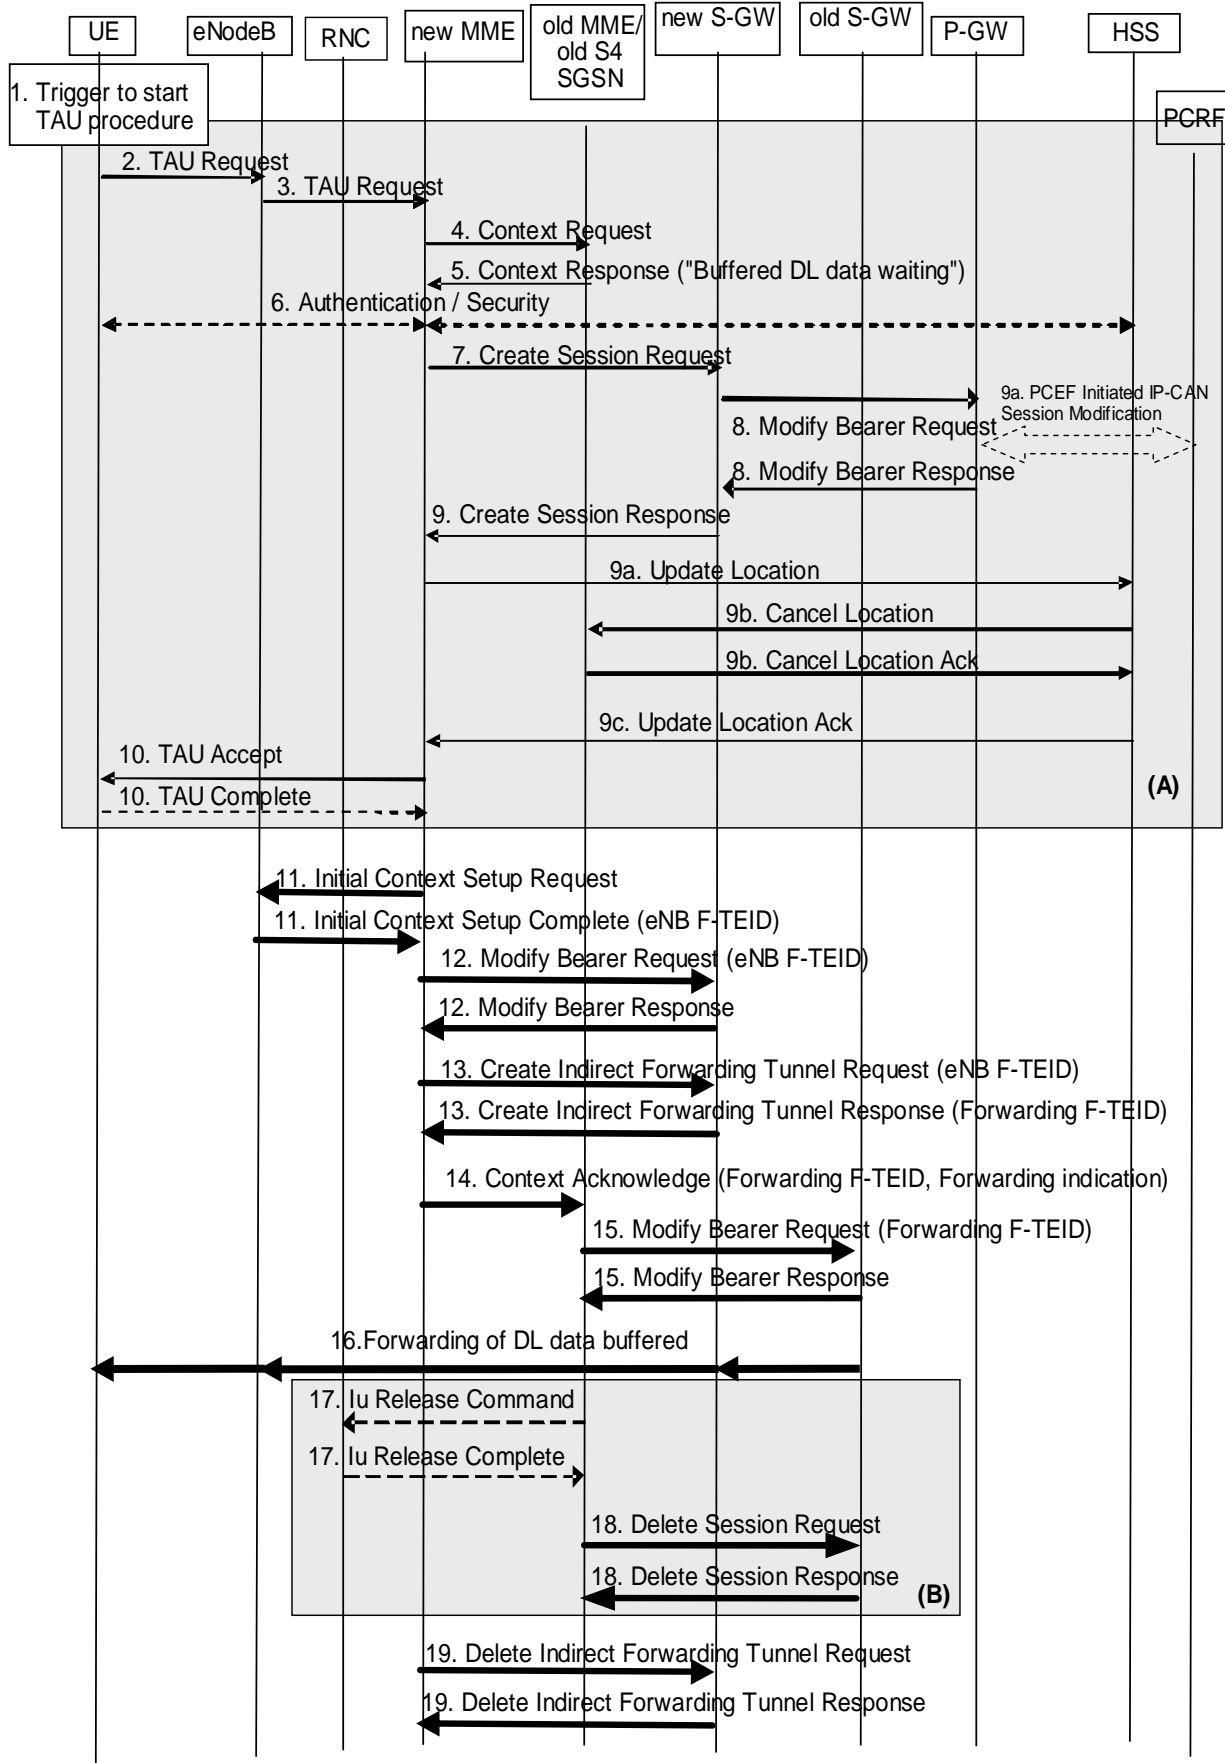 UE
eNodeB
RNC
new MME
old MME/
old S4
SGSN
new S-GW
old S-GW
P-GW
HSS
PCRF
1. Trigger to start
TAU procedure
2. TAU Request
3. TAU Request
4. Context Request
5. Context Response ("Buffered DL data waiting")
6. Authentication / Security
7. Create Session Request
9a. PCEF Initiated IP-CAN
Session Modification
8. Modify Bearer Request
8. Modify Bearer Response
9. Create Session Response
9a. Update Location
9b. Cancel Location
9b. Cancel Location Ack
9c. Update Location Ack
10. TAU Accept
10. TAU Complete
(A)
11. Initial Context Setup Request
11. Initial Context Setup Complete (eNB F-TEID)
12. Modify Bearer Request (eNB F-TEID)
12. Modify Bearer Response
13. Create Indirect Forwarding Tunnel Request (eNB F-TEID)
13. Create Indirect Forwarding Tunnel Response (Forwarding F-TEID)
14. Context Acknowledge (Forwarding F-TEID, Forwarding indication)
15. Modify Bearer Request (Forwarding F-TEID)
15. Modify Bearer Response
16.Forwarding of DL data buffered
17. Iu Release Command
17. Iu Release Complete
18. Delete Session Request
18. Delete Session Response
(B)
19. Delete Indirect Forwarding Tunnel Request
19. Delete Indirect Forwarding Tunnel Response